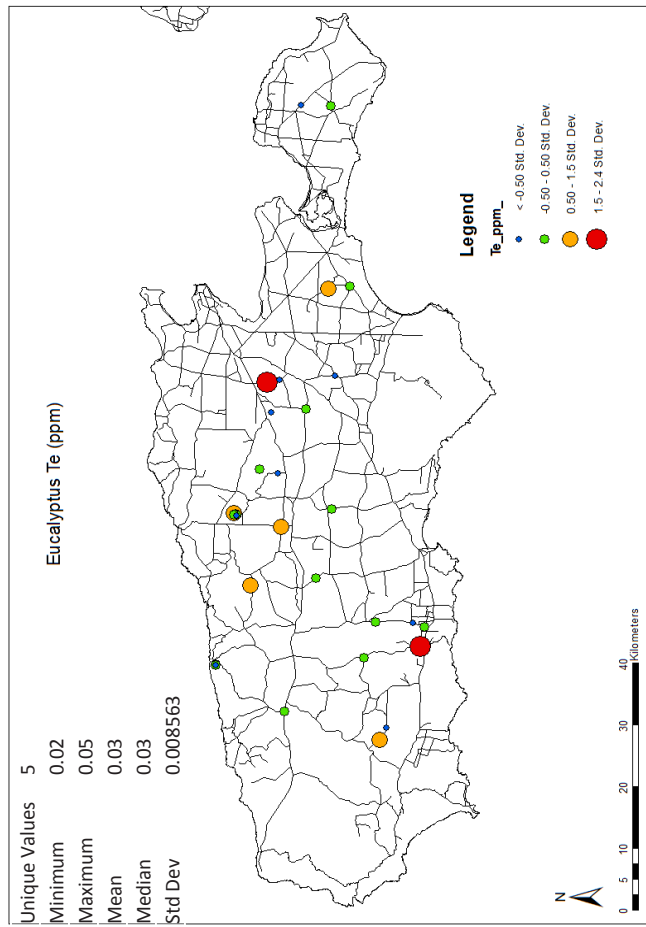 Unique Values 5
Minimum 0.02
Maximum 0.05
Mean 0.03
Median 0.03
Std Dev 0.008563
Eucalyptus Te (ppm)
Legend
Te_ppm_
< -0.50 Std. Dev.
-0.50 - 0.50 Std. Dev.
0.50 - 1.5 Std. Dev.
1.5 - 2.4 Std. Dev.
N
0 5 10 20 30 40
Kilometers